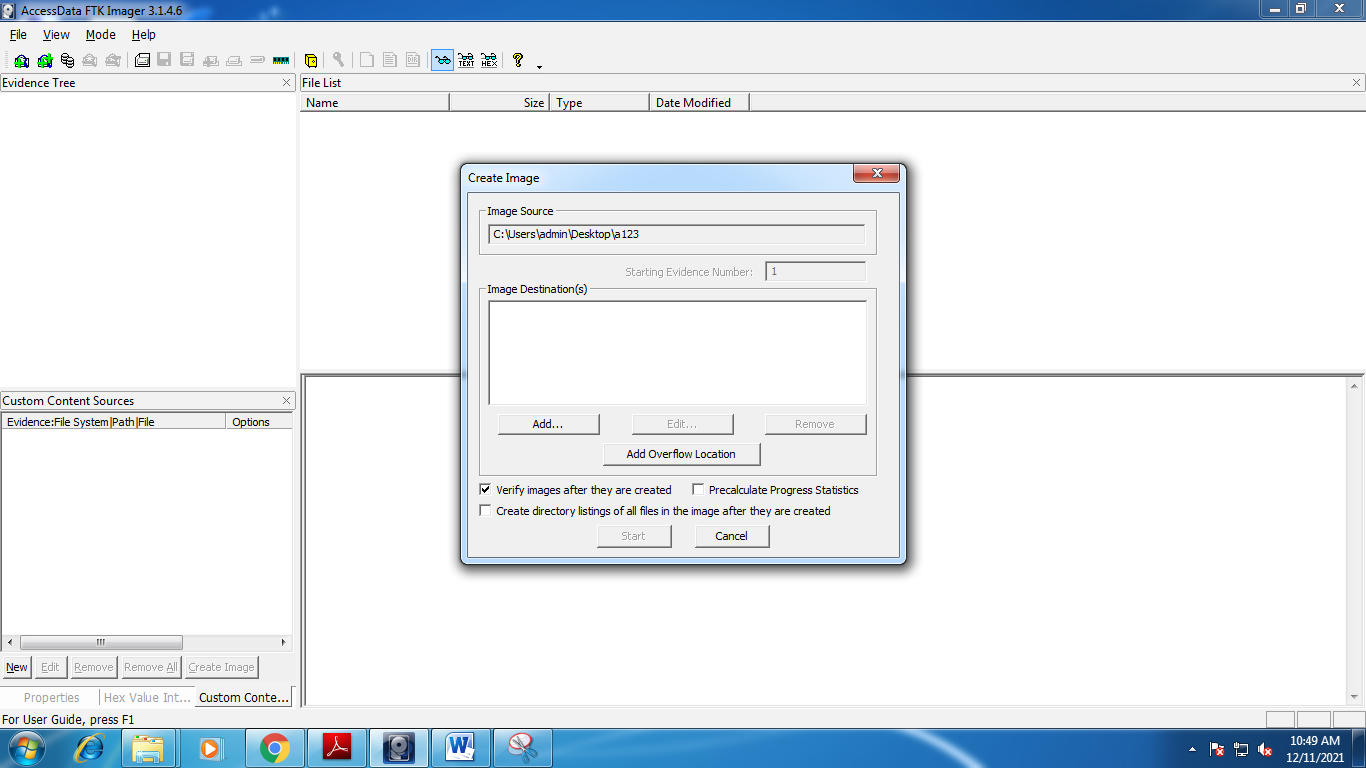 AccessData FTK Imager 3.1.4.6
File View Mode Help
TEXT HEX
Evidence Tree
File List
Name Size Type Date Modified
Create Image
Image Source
C:\Users\admin\Desktop\a123
Starting Evidence Number: 1
Image Destination(s)
Add... Edit... Remove
Add Overflow Location
Verify images after they are created Precalculate Progress Statistics
Create directory listings of all files in the image after they are created
Start Cancel
Custom Content Sources
Evidence:File System|Path|File Options
New Edit Remove Remove All Create Image
Properties Hex Value Int... Custom Conte...
For User Guide, press F1
10:49 AM
12/11/2021